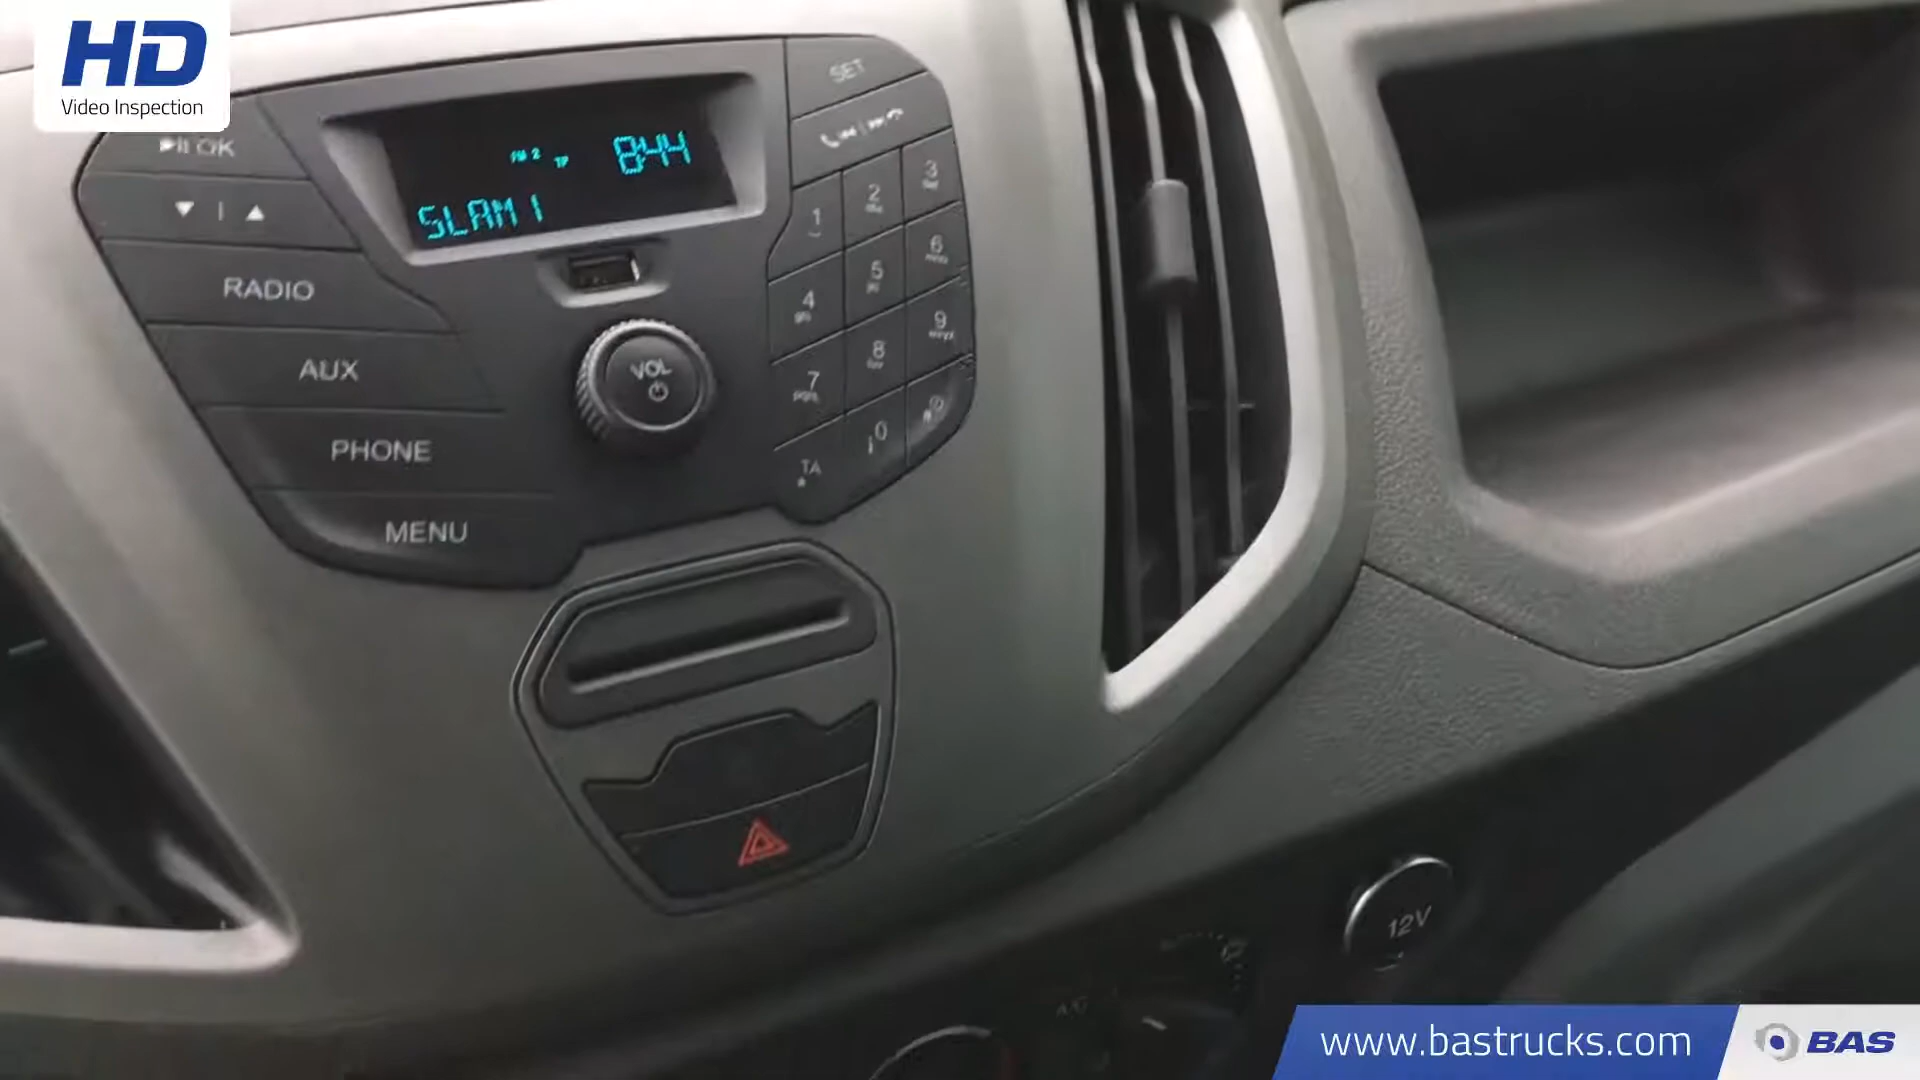 HD
Video Inspection
OK
FM 2 TP 844
SLAM!
SET
RADIO
AUX
PHONE
MENU
VOL
1 2 3
4 5 6
7 8 9
TA 0
12V
A/C
www.bastrucks.com
BAS